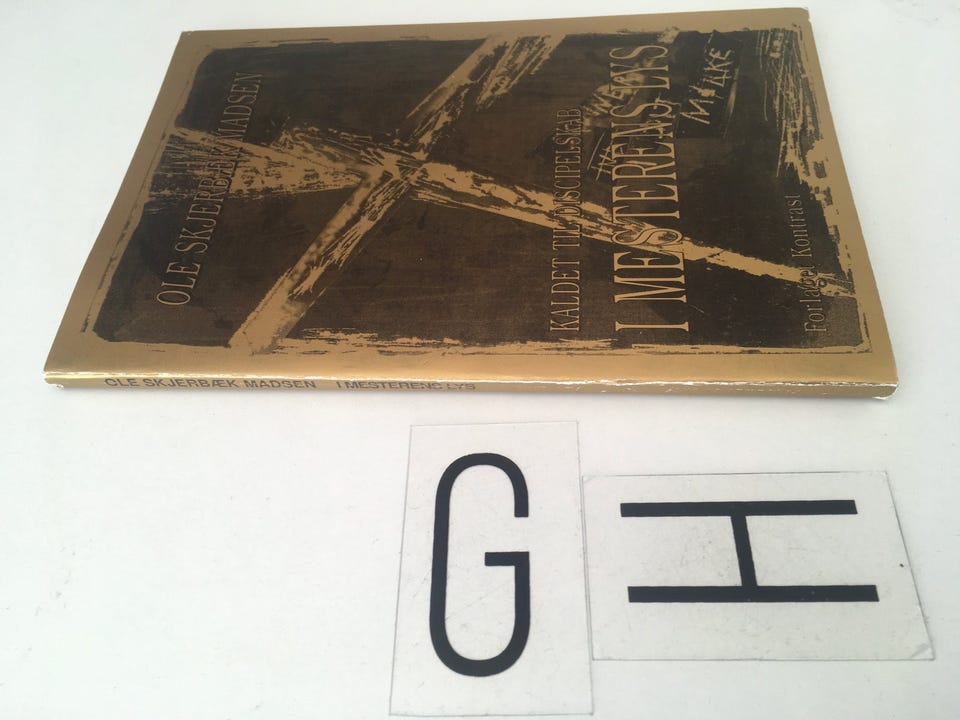 OLE SKJERBÆK MADSEN
KALDET TIL DISCIPELSKAB
I MESTERENS LYS
Forlaget Kontrast
OLE SKJERBÆK MADSEN I MESTERENS LYS
G H